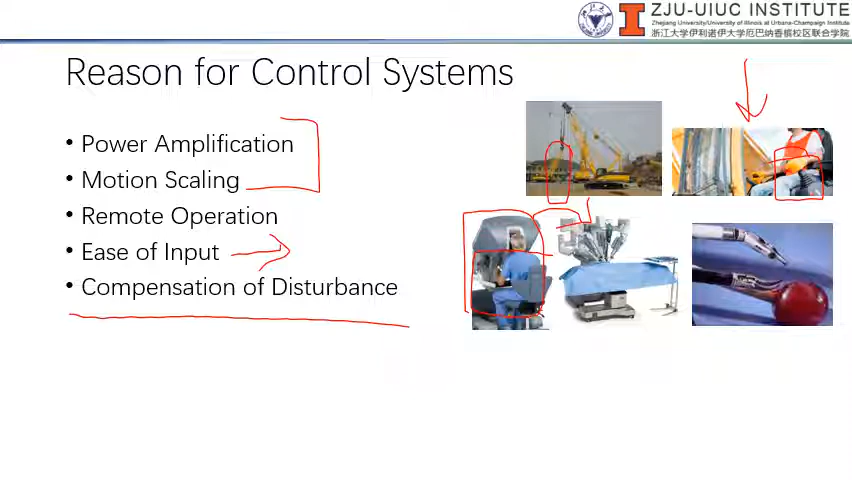 ZJU-UIUC INSTITUTE
Zhejiang University/University of Illinois at Urbana-Champaign Institute
浙江大学伊利诺伊大学厄巴纳香槟校区联合学院
Reason for Control Systems
• Power Amplification
• Motion Scaling
• Remote Operation
• Ease of Input
• Compensation of Disturbance